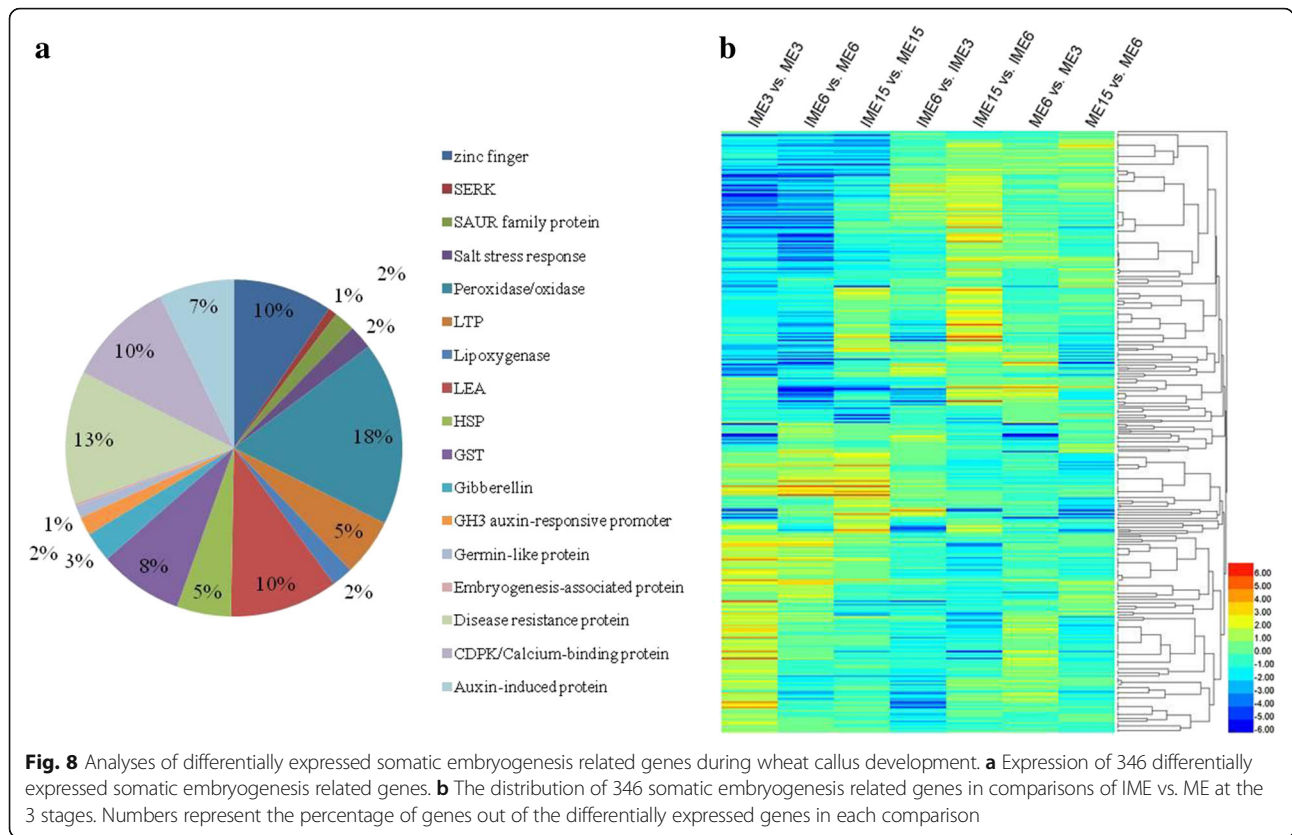 a
zinc finger
SERK
SAUR family protein
Salt stress response
Peroxidase/oxidase
LTP
Lipoxygenase
LEA
HSP
GST
Gibberellin
GH3 auxin-responsive promoter
Germin-like protein
Embryogenesis-associated protein
Disease resistance protein
CDPK/Calcium-binding protein
Auxin-induced protein
10%
1%
2%
2%
18%
5%
2%
10%
5%
8%
3%
2%
1%
13%
10%
7%
b
IME3 vs. ME3
IME6 vs. ME6
IME15 vs. ME15
IME6 vs. IME3
IME15 vs. IME6
ME6 vs. ME3
ME15 vs. ME6
6.00
5.00
4.00
3.00
2.00
1.00
0.00
-1.00
-2.00
-3.00
-4.00
-5.00
-6.00
Fig. 8 Analyses of differentially expressed somatic embryogenesis related genes during wheat callus development. a Expression of 346 differentially
expressed somatic embryogenesis related genes. b The distribution of 346 somatic embryogenesis related genes in comparisons of IME vs. ME at the
3 stages. Numbers represent the percentage of genes out of the differentially expressed genes in each comparison